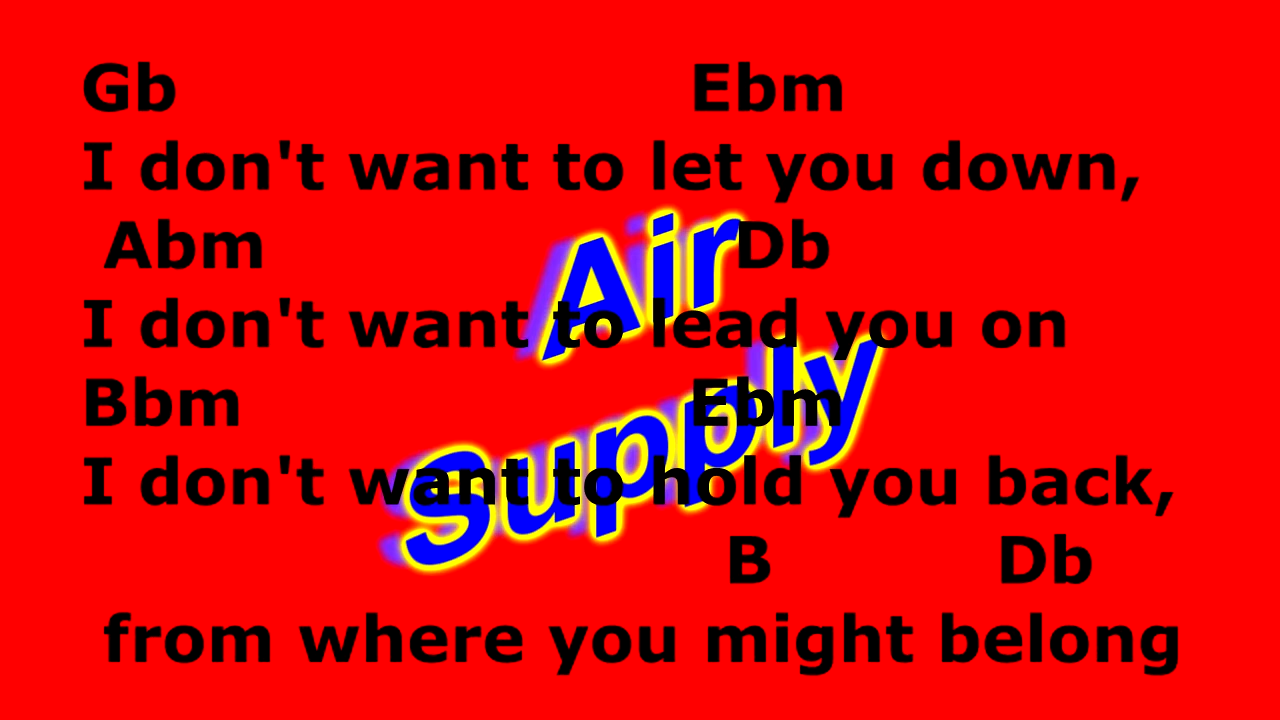 Gb Ebm
I don't want to let you down,
Abm Db
I don't want to lead you on
Bbm Ebm
I don't want to hold you back,
B Db
from where you might belong
Air
Supply